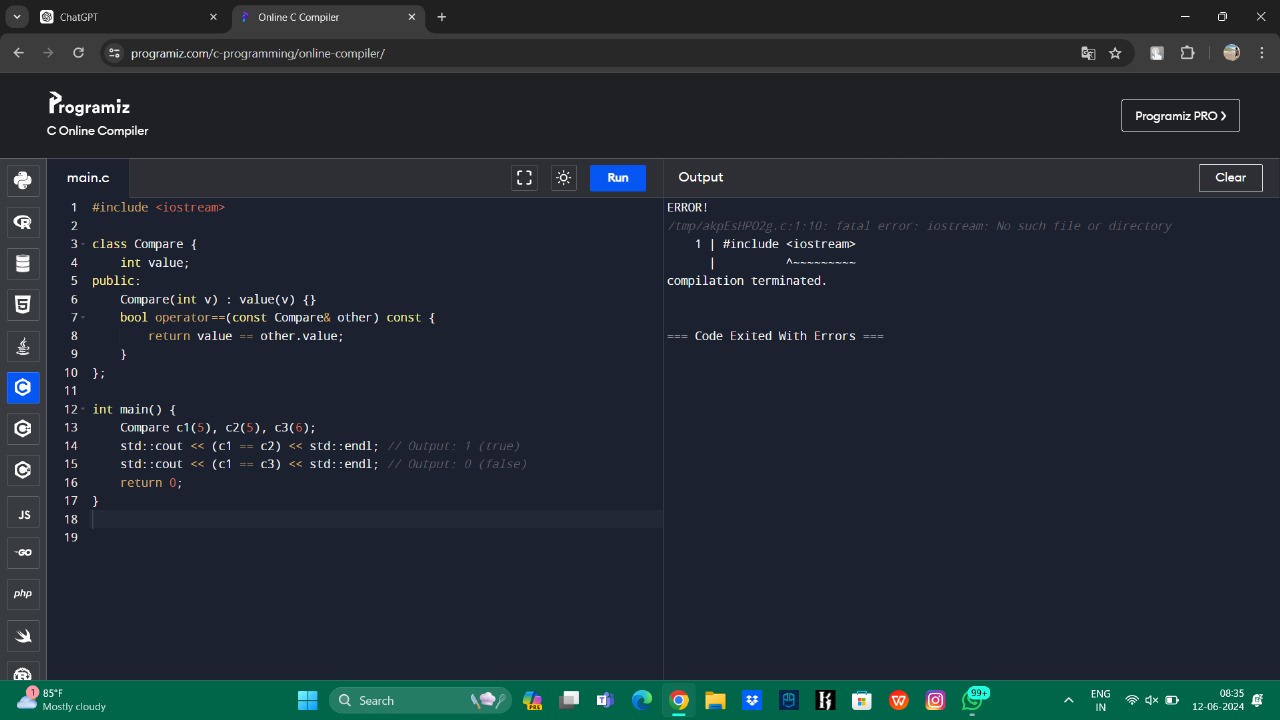 ChatGPT
Online C Compiler
programiz.com/c-programming/online-compiler/
Programiz
C Online Compiler
Programiz PRO ❯
main.c
Run
Output
Clear
1 #include <iostream>
2
3 class Compare {
4     int value;
5 public:
6     Compare(int v) : value(v) {}
7     bool operator==(const Compare& other) const {
8         return value == other.value;
9     }
10 };
11
12 int main() {
13     Compare c1(5), c2(5), c3(6);
14     std::cout << (c1 == c2) << std::endl; // Output: 1 (true)
15     std::cout << (c1 == c3) << std::endl; // Output: 0 (false)
16     return 0;
17 }
18
19
ERROR!
/tmp/akpEsHPO2g.c:1:10: fatal error: iostream: No such file or directory
    1 | #include <iostream>
      |          ^~~~~~~~~~
compilation terminated.
=== Code Exited With Errors ===
JS
GO
php
1
85°F
Mostly cloudy
Search
PRE
99+
ENG
IN
08:35
12-06-2024